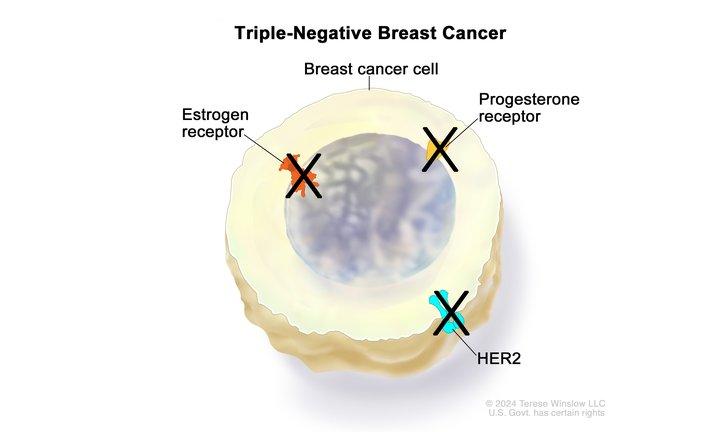 Triple-Negative Breast Cancer
Breast cancer cell
Estrogen
receptor
Progesterone
receptor
HER2
© 2024 Terese Winslow LLC
U.S. Govt. has certain rights